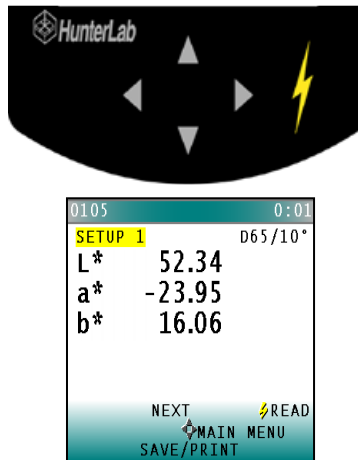 HunterLab
0105 0:01
SETUP 1 D65/10°
L* 52.34
a* -23.95
b* 16.06
NEXT READ
MAIN MENU
SAVE/PRINT